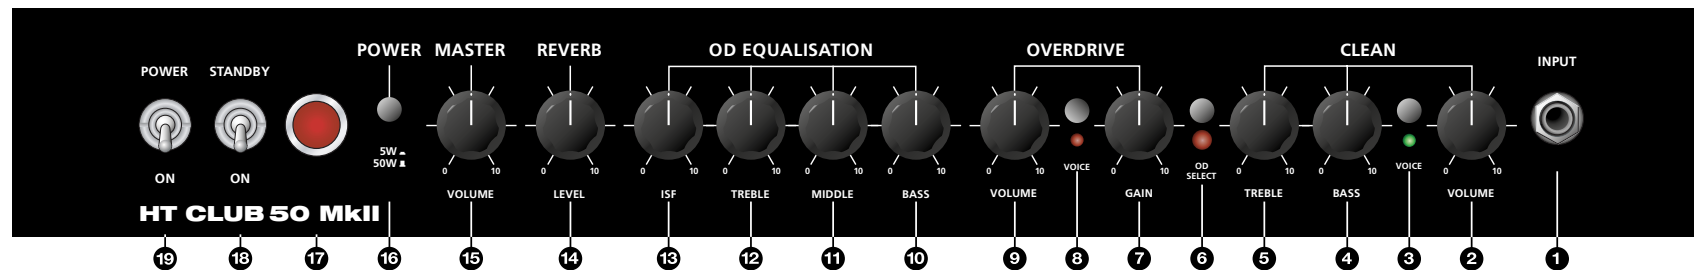 POWER MASTER REVERB OD EQUALISATION OVERDRIVE CLEAN
POWER STANDBY INPUT
5W
50W
0 10 0 10 0 10 0 10 0 10 0 10 0 10 0 10 0 10 0 10 0 10
VOICE OD SELECT VOICE
ON ON
VOLUME LEVEL ISF TREBLE MIDDLE BASS VOLUME GAIN TREBLE BASS VOLUME
HT CLUB 50 MkII
19 18 17 16 15 14 13 12 11 10 9 8 7 6 5 4 3 2 1